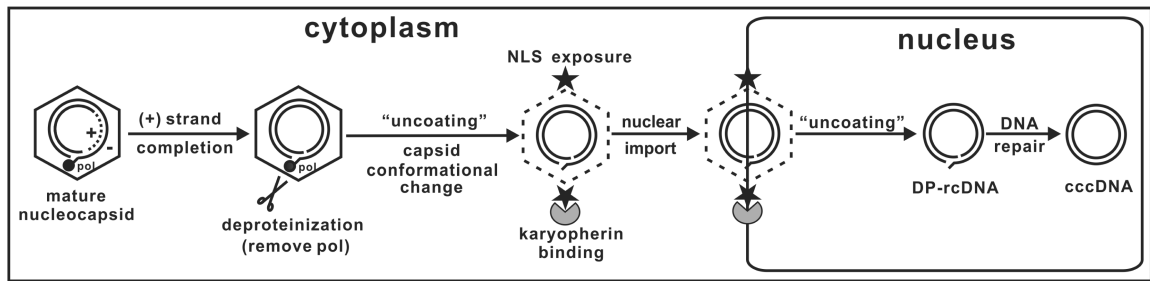 cytoplasm
nucleus
NLS exposure
(+) strand
completion
"uncoating"
capsid
conformational
change
nuclear
import
"uncoating"
DNA
repair
+
-
pol
pol
mature
nucleocapsid
deproteinization
(remove pol)
karyopherin
binding
DP-rcDNA
cccDNA